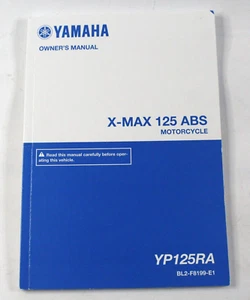 YAMAHA
OWNER'S MANUAL
X-MAX 125 ABS
MOTORCYCLE
Read this manual carefully before oper-
ating this vehicle.
YP125RA
BL2-F8199-E1